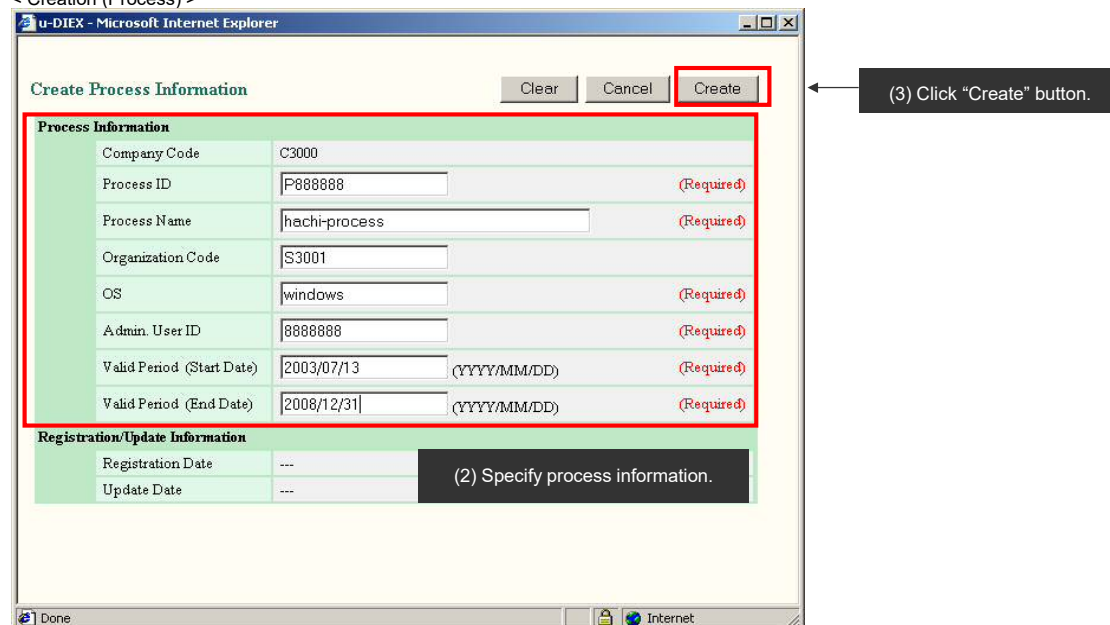 < Creation (Process) >
u-DIEX - Microsoft Internet Explorer
Create Process Information
Clear
Cancel
Create
(3) Click “Create” button.
Process Information
Company Code C3000
Process ID P888888 (Required)
Process Name hachi-process (Required)
Organization Code S3001
OS windows (Required)
Admin. User ID 8888888 (Required)
Valid Period (Start Date) 2003/07/13 (YYYY/MM/DD) (Required)
Valid Period (End Date) 2008/12/31 (YYYY/MM/DD) (Required)
Registration/Update Information
Registration Date ---
Update Date ---
(2) Specify process information.
Done
Internet